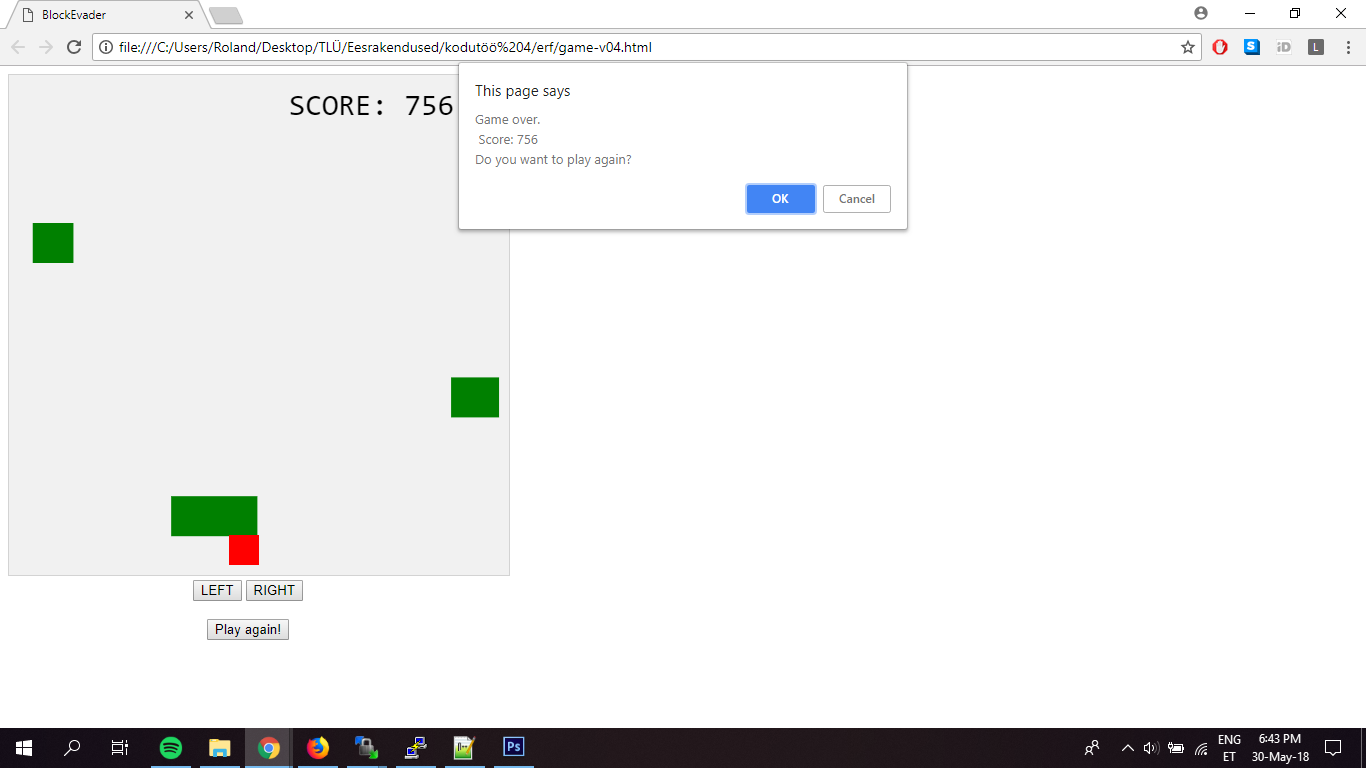 BlockEvader
file:///C:/Users/Roland/Desktop/TLÜ/Eesrakendused/kodutöö%204/erf/game-v04.html
S
iD
L
SCORE: 756
This page says
Game over.
Score: 756
Do you want to play again?
OK Cancel
LEFT RIGHT
Play again!
Ps
ENG
ET
6:43 PM
30-May-18